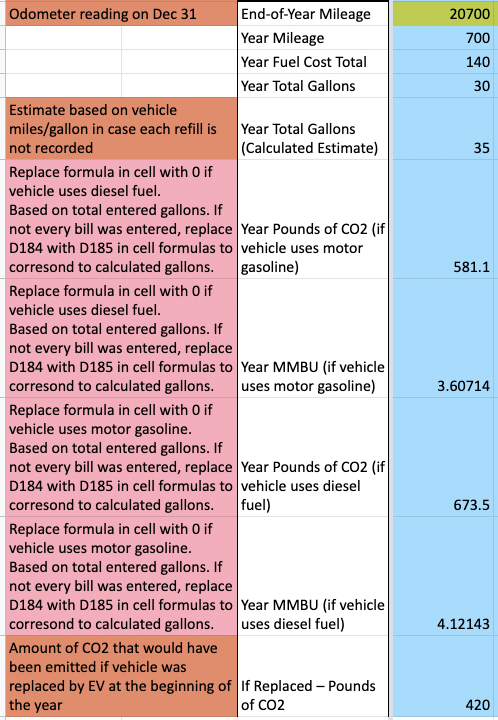 Odometer reading on Dec 31 End-of-Year Mileage 20700
Year Mileage 700
Year Fuel Cost Total 140
Year Total Gallons 30
Estimate based on vehicle
miles/gallon in case each refill is
not recorded
Year Total Gallons
(Calculated Estimate) 35
Replace formula in cell with 0 if
vehicle uses diesel fuel.
Based on total entered gallons. If
not every bill was entered, replace
D184 with D185 in cell formulas to
corresond to calculated gallons.
Year Pounds of CO2 (if
vehicle uses motor
gasoline) 581.1
Replace formula in cell with 0 if
vehicle uses diesel fuel.
Based on total entered gallons. If
not every bill was entered, replace
D184 with D185 in cell formulas to
corresond to calculated gallons.
Year MMBU (if vehicle
uses motor gasoline) 3.60714
Replace formula in cell with 0 if
vehicle uses motor gasoline.
Based on total entered gallons. If
not every bill was entered, replace
D184 with D185 in cell formulas to
corresond to calculated gallons.
Year Pounds of CO2 (if
vehicle uses diesel
fuel) 673.5
Replace formula in cell with 0 if
vehicle uses motor gasoline.
Based on total entered gallons. If
not every bill was entered, replace
D184 with D185 in cell formulas to
corresond to calculated gallons.
Year MMBU (if vehicle
uses diesel fuel) 4.12143
Amount of CO2 that would have
been emitted if vehicle was
replaced by EV at the beginning of
the year
If Replaced – Pounds
of CO2 420